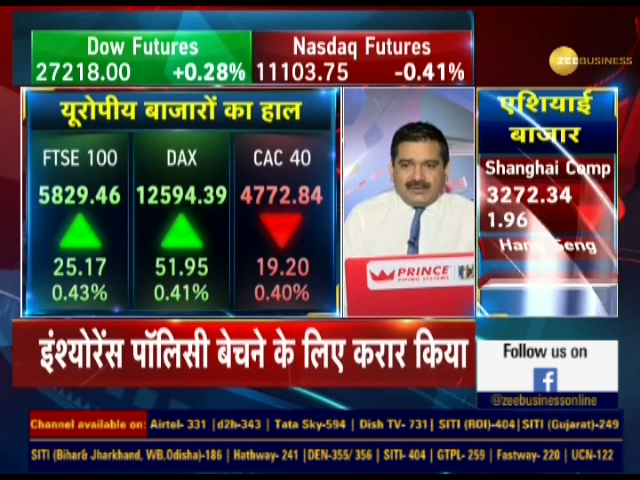 Dow Futures
27218.00 +0.28%
Nasdaq Futures
11103.75 -0.41%
ZEEBUSINESS
यूरोपीय बाजारों का हाल
FTSE 100
5829.46
25.17
0.43%
DAX
12594.39
51.95
0.41%
CAC 40
4772.84
19.20
0.40%
PRINCE
PIPING SYSTEMS
एशियाई
बाजार
Shanghai Comp
3272.34
1.96
Hang Seng
इंश्योरेंस पॉलिसी बेचने के लिए करार किया
Follow us on
@zeebusinessonline
Channel available on: Airtel- 331 | d2h-343 | Tata Sky-594 | Dish TV- 731| SITI (ROI)-404| SITI (Gujarat)-249
SITI (Bihar& Jharkhand, WB,Odisha)-186 | Hathway- 241 |DEN-355/ 356 | SITI- 404 | GTPL- 259 | Fastway- 220 | UCN-122